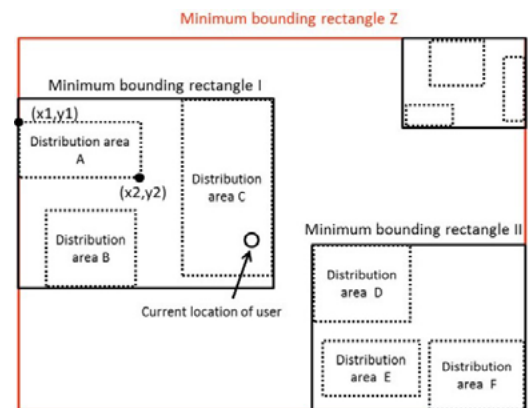 Minimum bounding rectangle Z
Minimum bounding rectangle I
(x1,y1)
Distribution area
A
(x2,y2)
Distribution
area C
Distribution
area B
Current location of user
Minimum bounding rectangle II
Distribution
area D
Distribution
area E
Distribution
area F